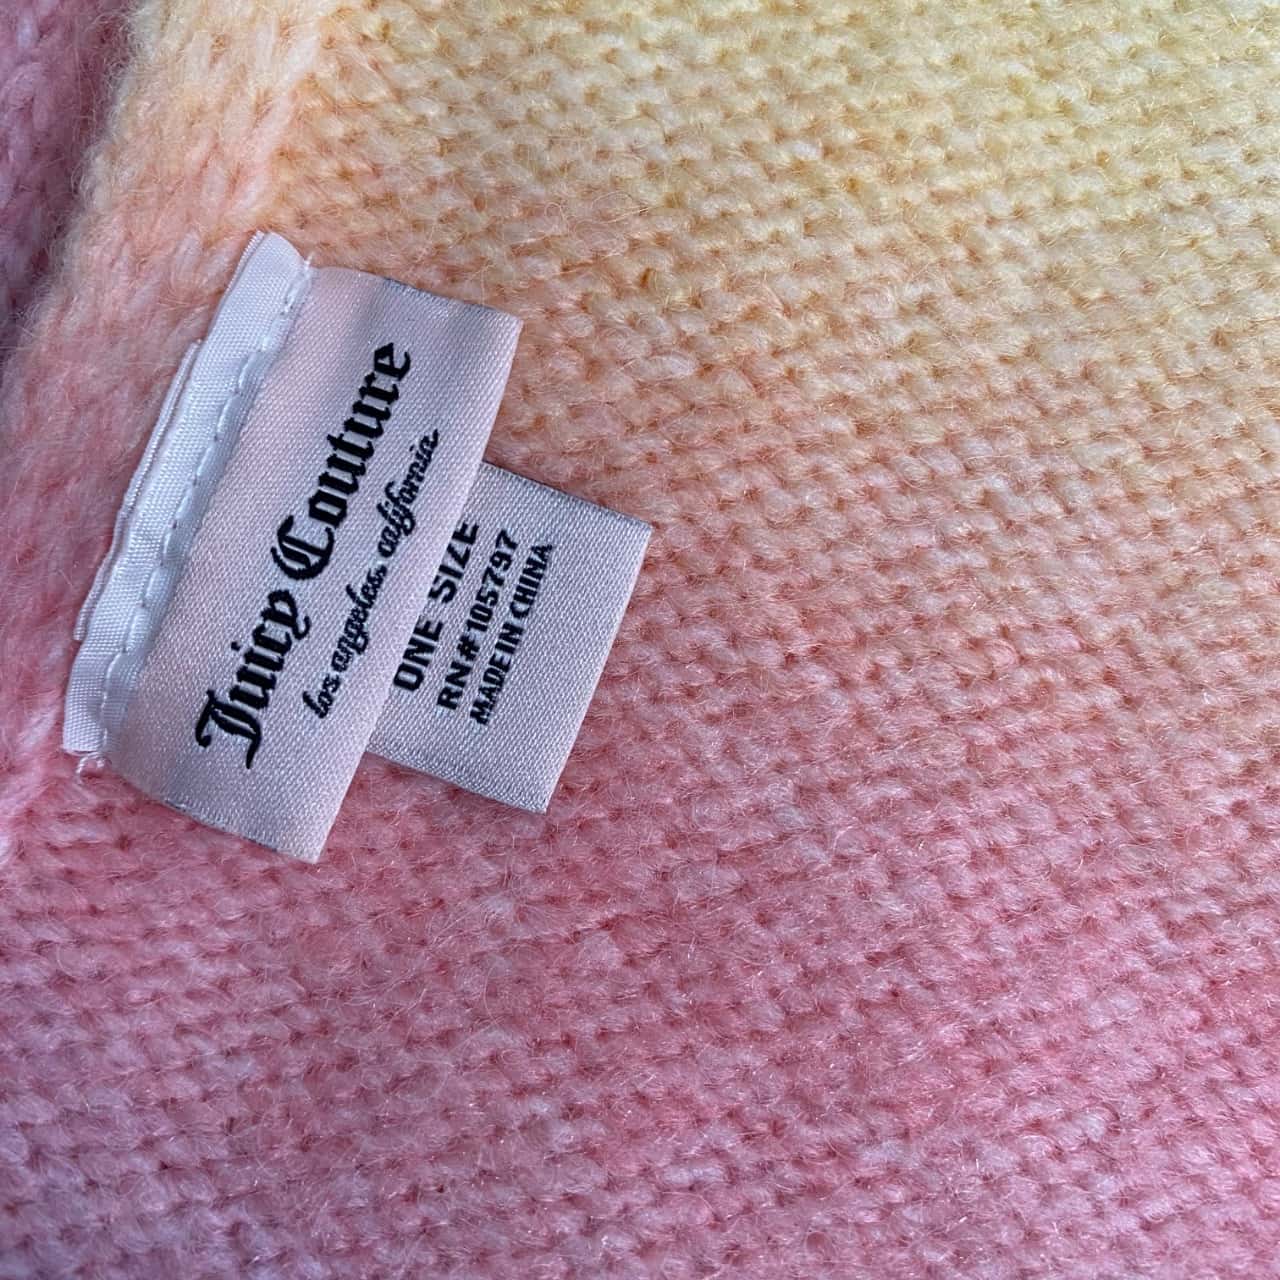 Juicy Couture
los angeles, california
ONE SIZE
RN#105797
MADE IN CHINA